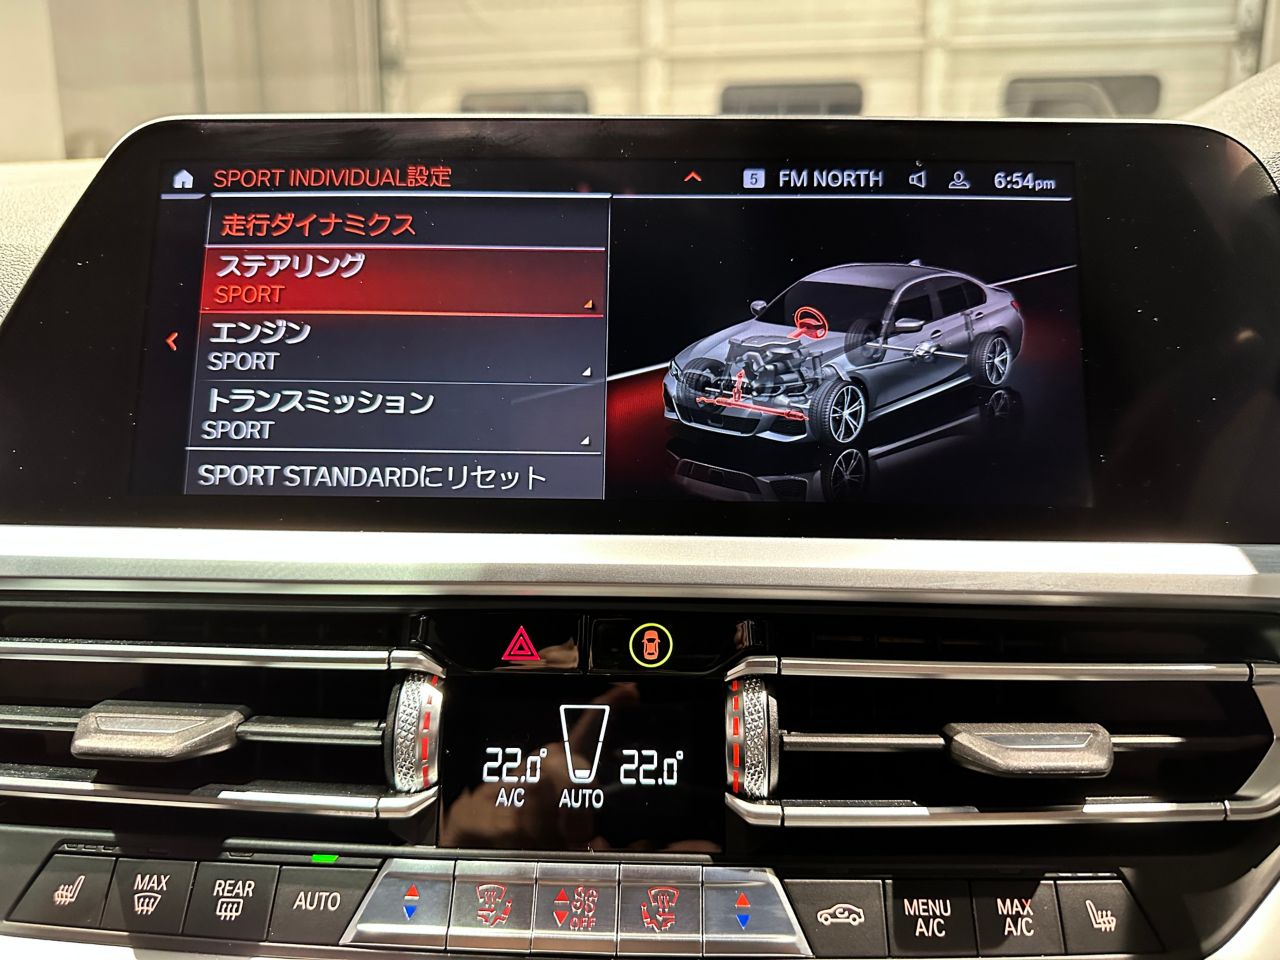 SPORT INDIVIDUAL設定
5 FM NORTH 6:54pm
走行ダイナミクス
ステアリング
SPORT
エンジン
SPORT
トランスミッション
SPORT
SPORT STANDARDにリセット
22.0° 22.0°
A/C AUTO
MAX
REAR
AUTO
OFF
MENU
A/C
MAX
A/C